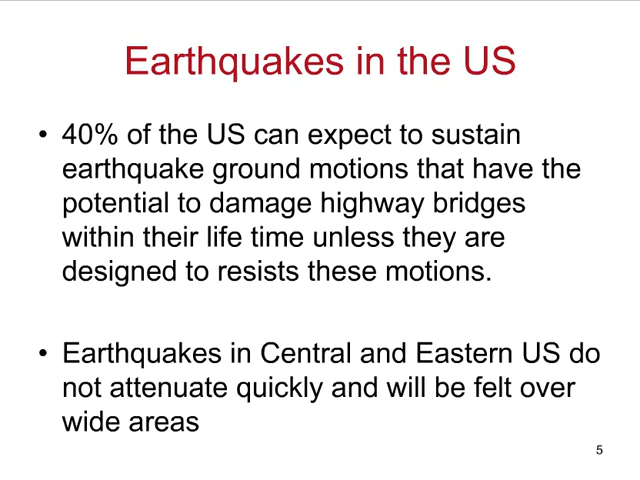 Earthquakes in the US
• 40% of the US can expect to sustain
earthquake ground motions that have the
potential to damage highway bridges
within their life time unless they are
designed to resists these motions.
• Earthquakes in Central and Eastern US do
not attenuate quickly and will be felt over
wide areas
5